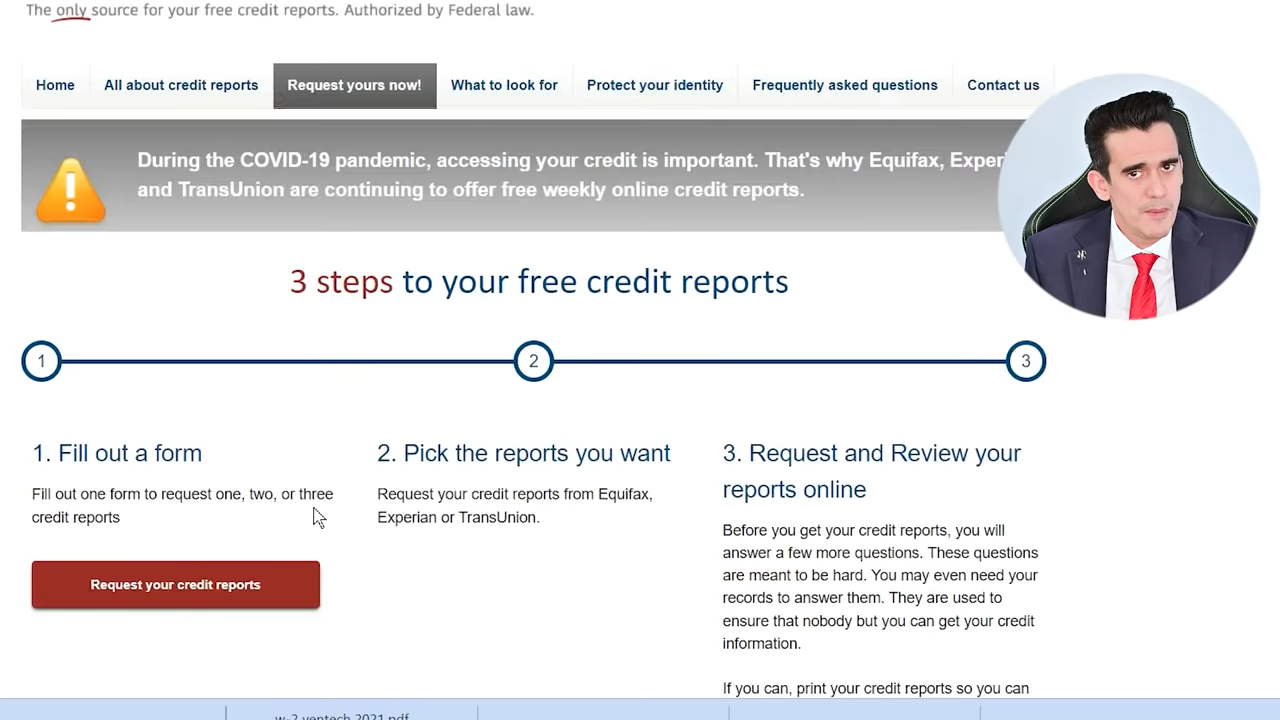 The only source for your free credit reports. Authorized by Federal law.
Home All about credit reports Request yours now! What to look for Protect your identity Frequently asked questions Contact us
During the COVID-19 pandemic, accessing your credit is important. That's why Equifax,
and TransUnion are continuing to offer free weekly online credit reports.
3 steps to your free credit reports
1 2 3
1. Fill out a form
Fill out one form to request one, two, or three
credit reports
Request your credit reports
2. Pick the reports you want
Request your credit reports from Equifax,
Experian or TransUnion.
3. Request and Review your
reports online
Before you get your credit reports, you will
answer a few more questions. These questions
are meant to be hard. You may even need your
records to answer them. They are used to
ensure that nobody but you can get your credit
information.
If you can, print your credit reports so you can
w-2 ventech 2021.pdf